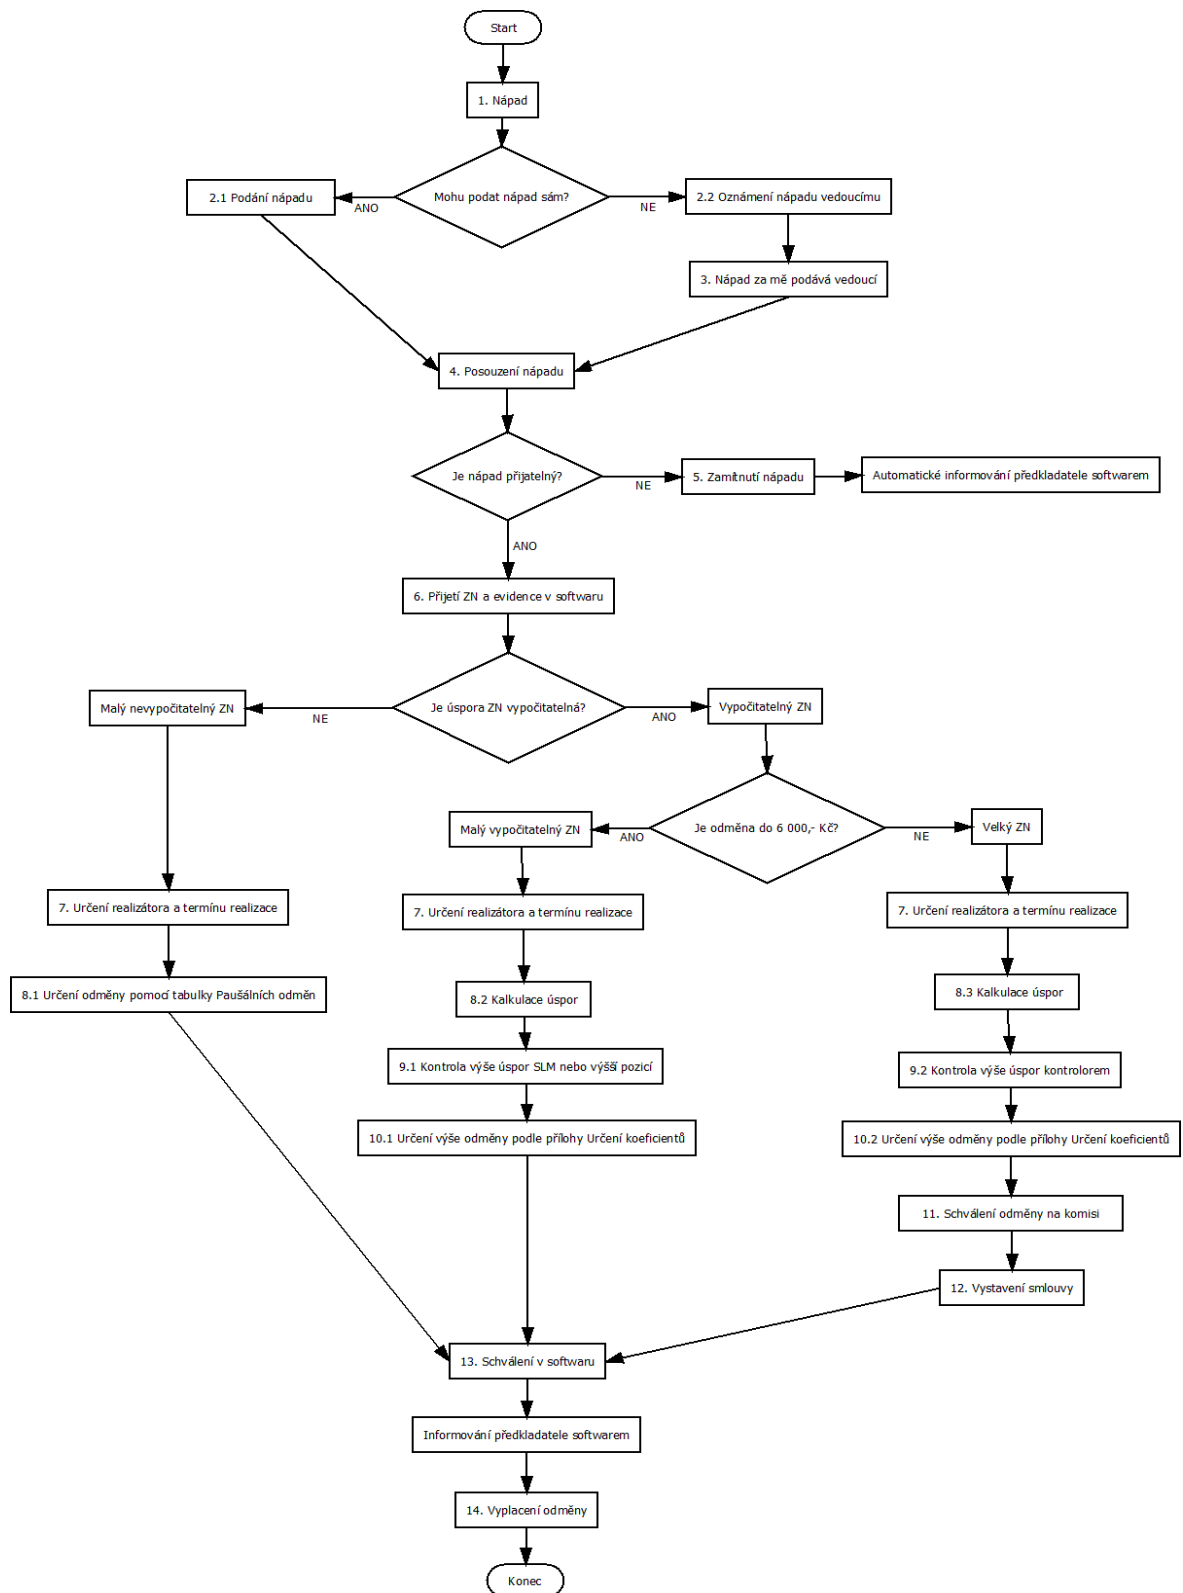 Start
1. Nápad
Mohu podat nápad sám?
ANO
NE
2.1 Podání nápadu
2.2 Oznámení nápadu vedoucímu
3. Nápad za mě podává vedoucí
4. Posouzení nápadu
Je nápad přijatelný?
NE
5. Zamítnutí nápadu
Automatické informování předkladatele softwarem
ANO
6. Přijetí ZN a evidence v softwaru
Je úspora ZN vypočitatelná?
NE
ANO
Malý nevypočitatelný ZN
Vypočitatelný ZN
Je odměna do 6 000,- Kč?
ANO
NE
Malý vypočitatelný ZN
Velký ZN
7. Určení realizátora a termínu realizace
7. Určení realizátora a termínu realizace
7. Určení realizátora a termínu realizace
8.1 Určení odměny pomocí tabulky Paušálních odměn
8.2 Kalkulace úspor
8.3 Kalkulace úspor
9.1 Kontrola výše úspor SLM nebo výšší pozicí
9.2 Kontrola výše úspor kontrolorem
10.1 Určení výše odměny podle přílohy Určení koeficientů
10.2 Určení výše odměny podle přílohy Určení koeficientů
11. Schválení odměny na komisi
12. Vystavení smlouvy
13. Schválení v softwaru
Informování předkladatele softwarem
14. Vyplacení odměny
Konec